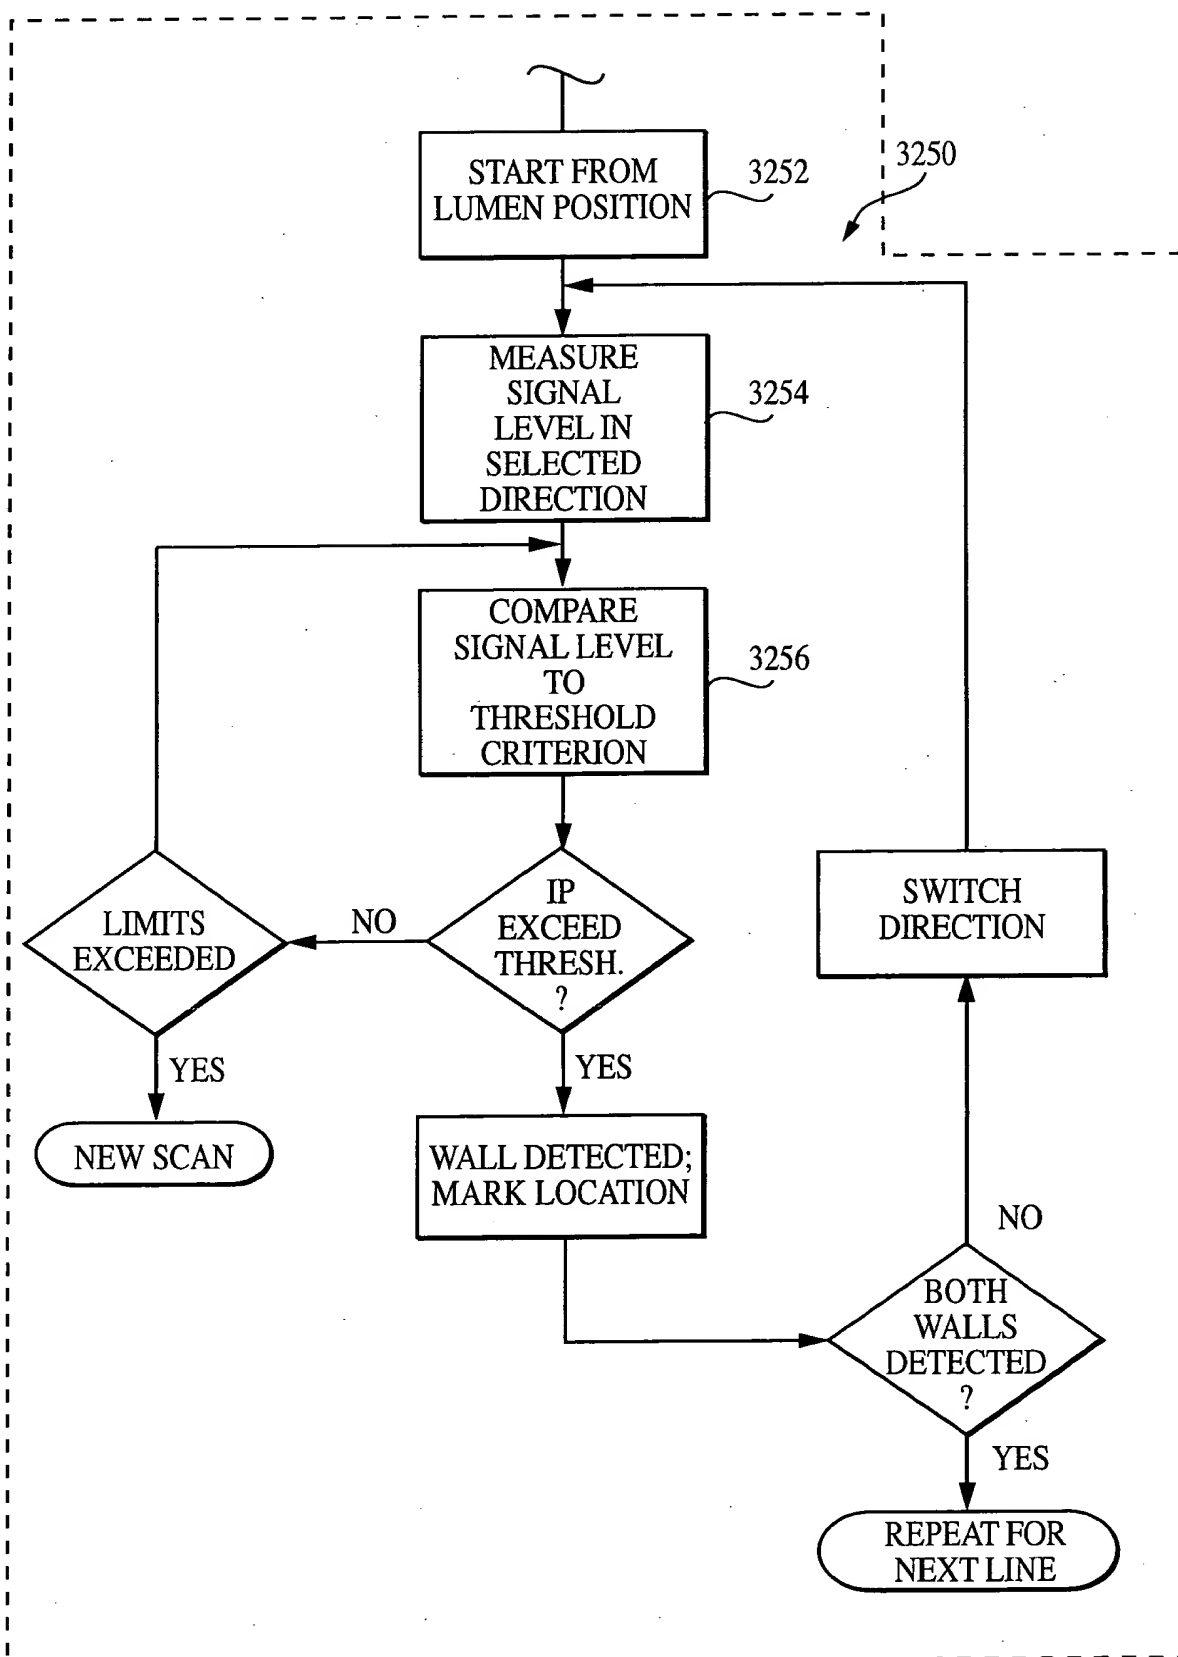 START FROM
LUMEN POSITION
3252
3250
MEASURE
SIGNAL
LEVEL IN
SELECTED
DIRECTION
3254
COMPARE
SIGNAL LEVEL
TO
THRESHOLD
CRITERION
3256
LIMITS
EXCEEDED
NO
IP
EXCEED
THRESH.
?
SWITCH
DIRECTION
YES
YES
NEW SCAN
WALL DETECTED;
MARK LOCATION
NO
BOTH
WALLS
DETECTED
?
YES
REPEAT FOR
NEXT LINE